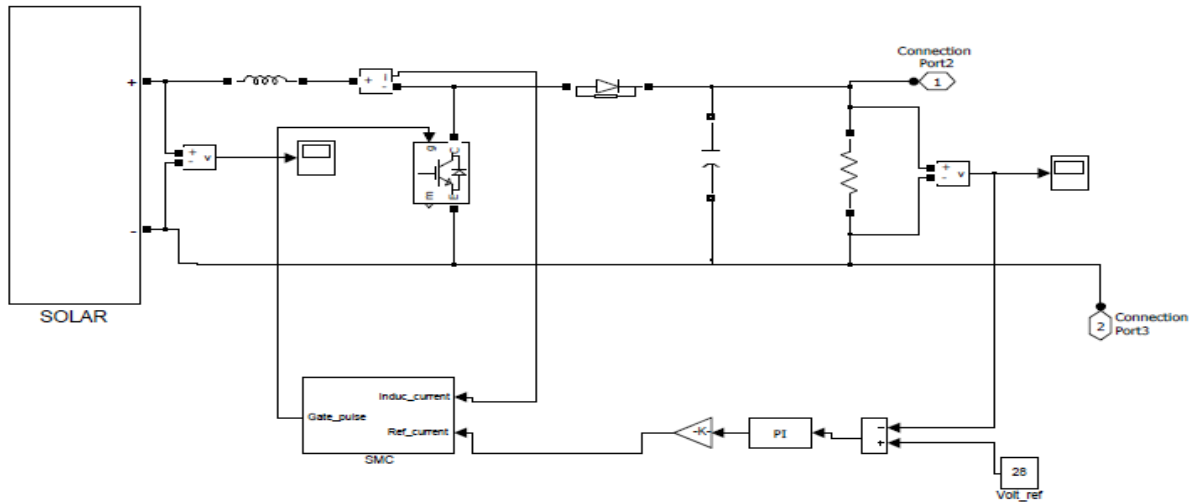 Connection
Port2
1
+
-
+
i
-
g
C
m
E
+
-
v
+
-
v
SOLAR
2
Connection
Port3
Induc_current
Gate_pulse
Ref_current
SMC
-K-
PI
-
+
28
Volt_ref